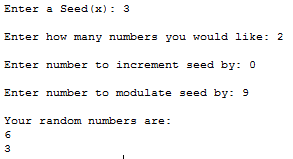 Enter a Seed(x): 3
Enter how many numbers you would like: 2
Enter number to increment seed by: 0
Enter number to modulate seed by: 9
Your random numbers are:
6
3